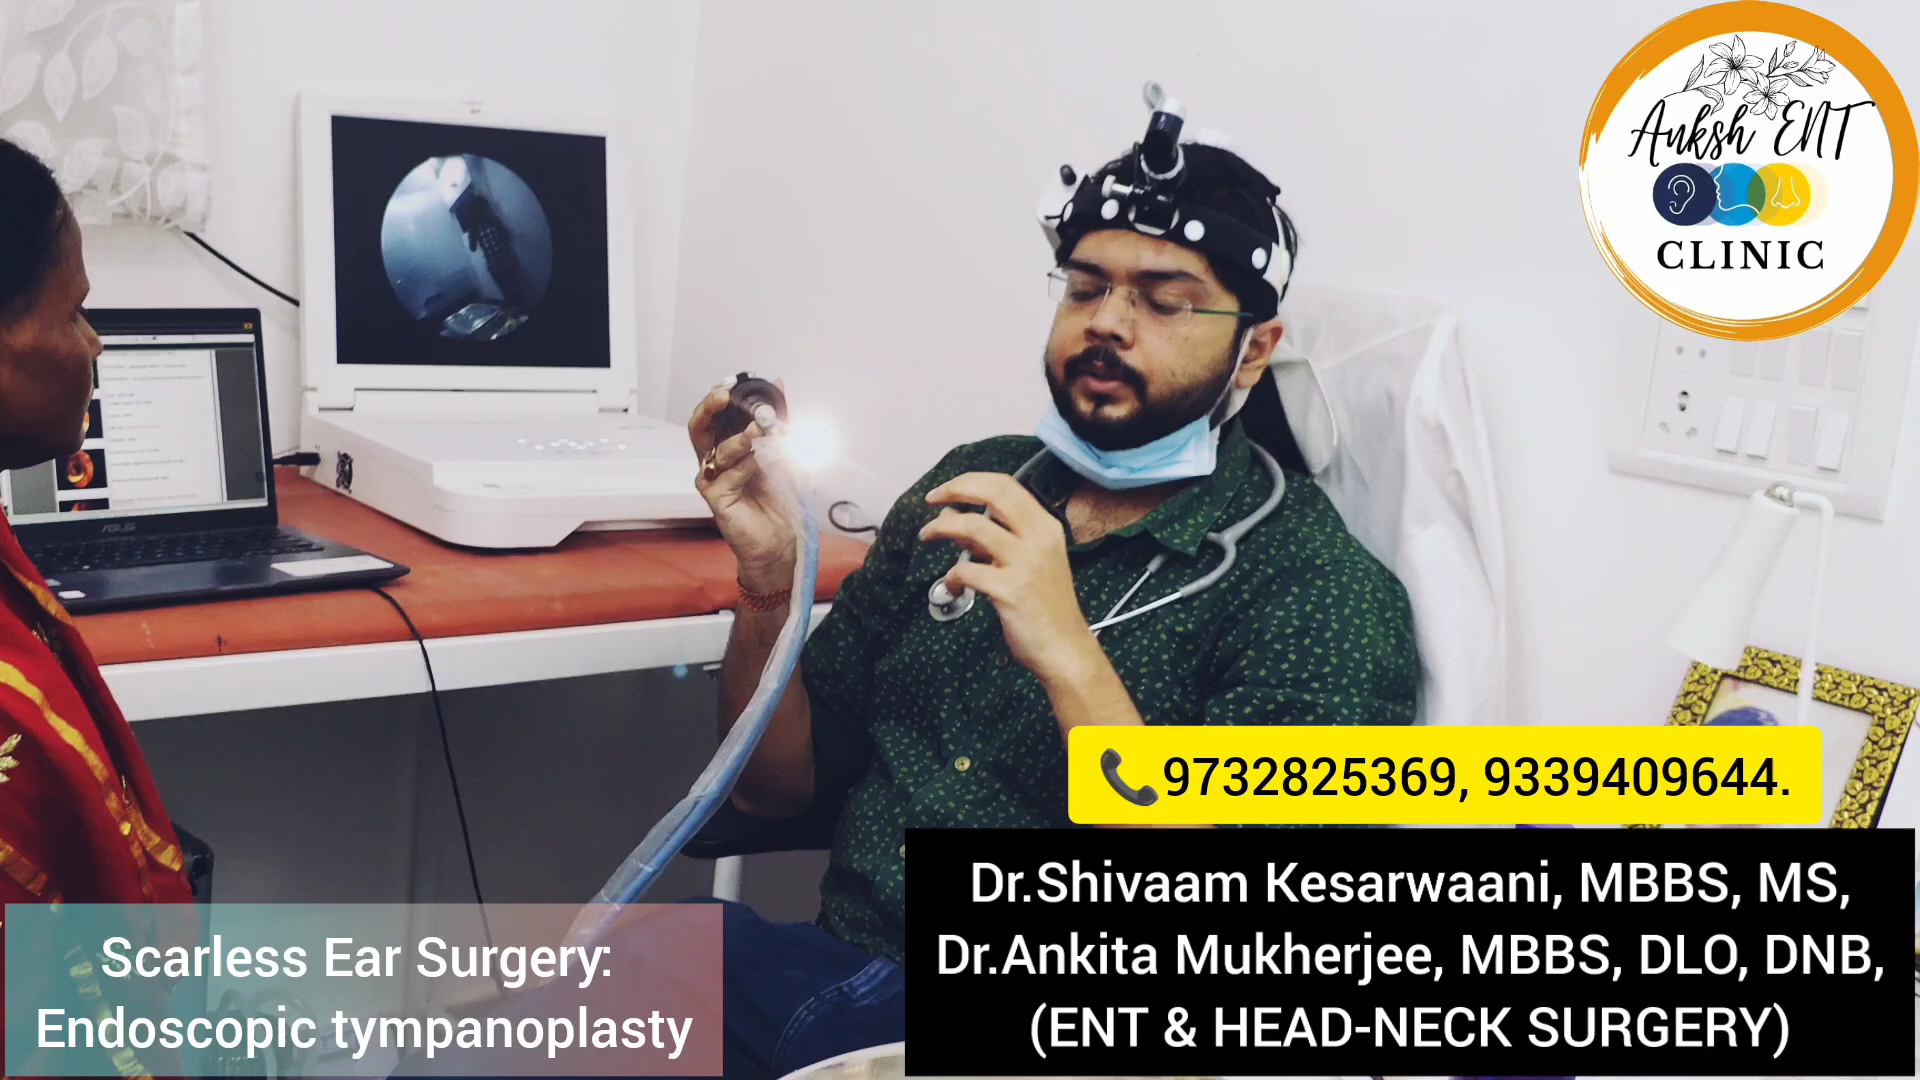 Auksh ENT
CLINIC
ASUS
📞9732825369, 9339409644.
Dr.Shivaam Kesarwaani, MBBS, MS,
Dr.Ankita Mukherjee, MBBS, DLO, DNB,
(ENT & HEAD-NECK SURGERY)
Scarless Ear Surgery:
Endoscopic tympanoplasty